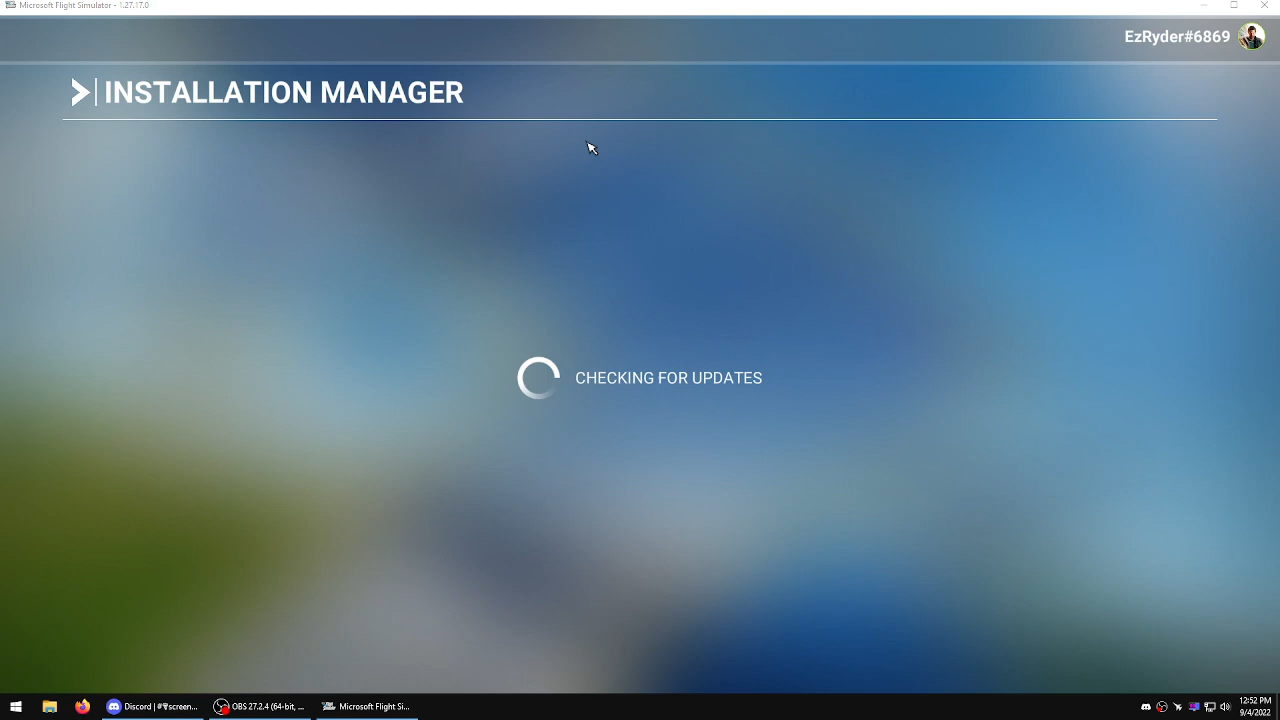 Microsoft Flight Simulator - 1.27.17.0
EzRyder#6869
INSTALLATION MANAGER
CHECKING FOR UPDATES
Discord | #🎙screen...
OBS 27.2.4 (64-bit, ...
Microsoft Flight Si...
12:52 PM
9/4/2022